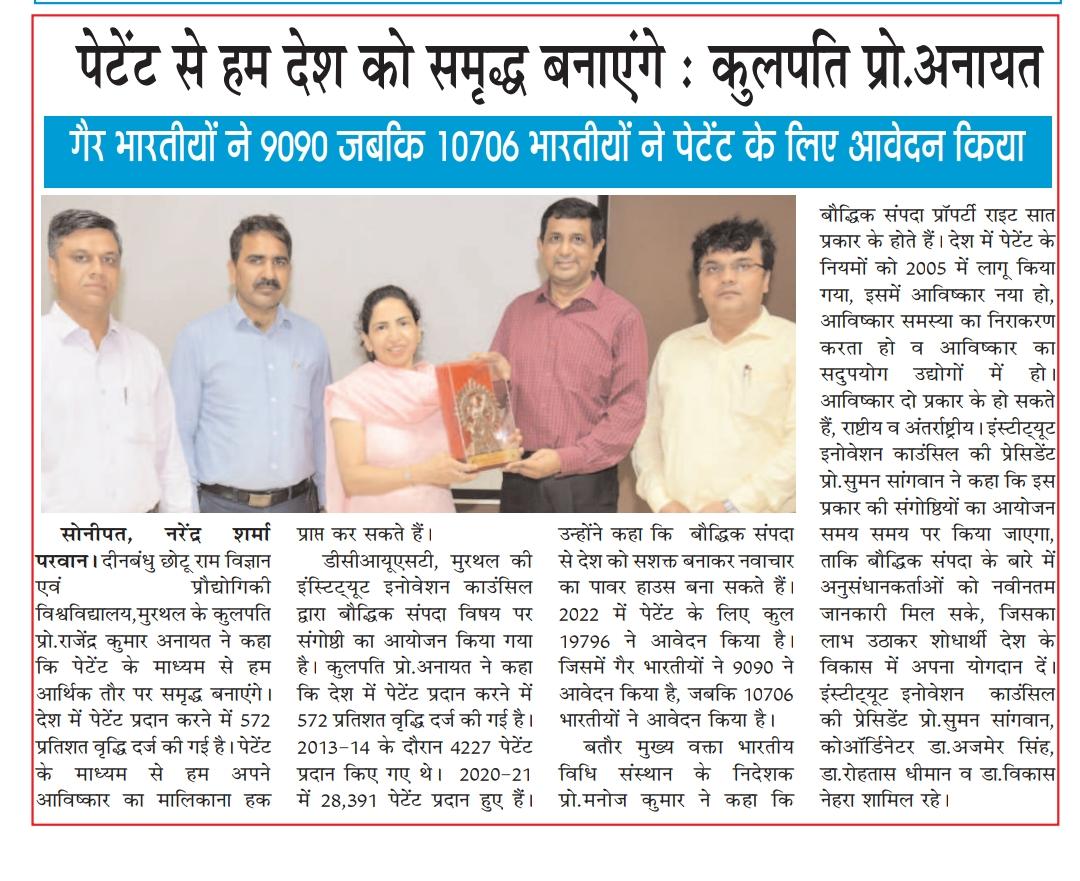 पेटेंट से हम देश को समृद्ध बनाएंगे : कुलपति प्रो.अनायत
गैर भारतीयों ने 9090 जबकि 10706 भारतीयों ने पेटेंट के लिए आवेदन किया
सोनीपत, नरेंद्र शर्मा
परवान। दीनबंधु छोटू राम विज्ञान
एवं प्रौद्योगिकी
विश्वविद्यालय,मुरथल के कुलपति
प्रो.राजेंद्र कुमार अनायत ने कहा
कि पेटेंट के माध्यम से हम
आर्थिक तौर पर समृद्ध बनाएंगे।
देश में पेटेंट प्रदान करने में 572
प्रतिशत वृद्धि दर्ज की गई है। पेटेंट
के माध्यम से हम अपने
आविष्कार का मालिकाना हक
प्राप्त कर सकते हैं।
डीसीआयूएसटी, मुरथल की
इंस्टिट्यूट इनोवेशन काउंसिल
द्वारा बौद्धिक संपदा विषय पर
संगोष्ठी का आयोजन किया गया
है। कुलपति प्रो.अनायत ने कहा
कि देश में पेटेंट प्रदान करने में
572 प्रतिशत वृद्धि दर्ज की गई है।
2013-14 के दौरान 4227 पेटेंट
प्रदान किए गए थे। 2020-21
में 28,391 पेटेंट प्रदान हुए हैं।
उन्होंने कहा कि बौद्धिक संपदा
से देश को सशक्त बनाकर नवाचार
का पावर हाउस बना सकते हैं।
2022 में पेटेंट के लिए कुल
19796 ने आवेदन किया है।
जिसमें गैर भारतीयों ने 9090 ने
आवेदन किया है, जबकि 10706
भारतीयों ने आवेदन किया है।
बतौर मुख्य वक्ता भारतीय
विधि संस्थान के निदेशक
प्रो.मनोज कुमार ने कहा कि
बौद्धिक संपदा प्रॉपर्टी राइट सात
प्रकार के होते हैं। देश में पेटेंट के
नियमों को 2005 में लागू किया
गया, इसमें आविष्कार नया हो,
आविष्कार समस्या का निराकरण
करता हो व आविष्कार का
सदुपयोग उद्योगों में हो।
आविष्कार दो प्रकार के हो सकते
हैं, राष्ट्रीय व अंतर्राष्ट्रीय। इंस्टीट्यूट
इनोवेशन काउंसिल की प्रेसिडेंट
प्रो.सुमन सांगवान ने कहा कि इस
प्रकार की संगोष्ठियों का आयोजन
समय समय पर किया जाएगा,
ताकि बौद्धिक संपदा के बारे में
अनुसंधानकर्ताओं को नवीनतम
जानकारी मिल सके, जिसका
लाभ उठाकर शोधार्थी देश के
विकास में अपना योगदान दें।
इंस्टीट्यूट इनोवेशन काउंसिल
की प्रेसिडेंट प्रो.सुमन सांगवान,
कोऑर्डिनेटर डा.अजमेर सिंह,
डा.रोहतास धीमान व डा.विकास
नेहरा शामिल रहे।